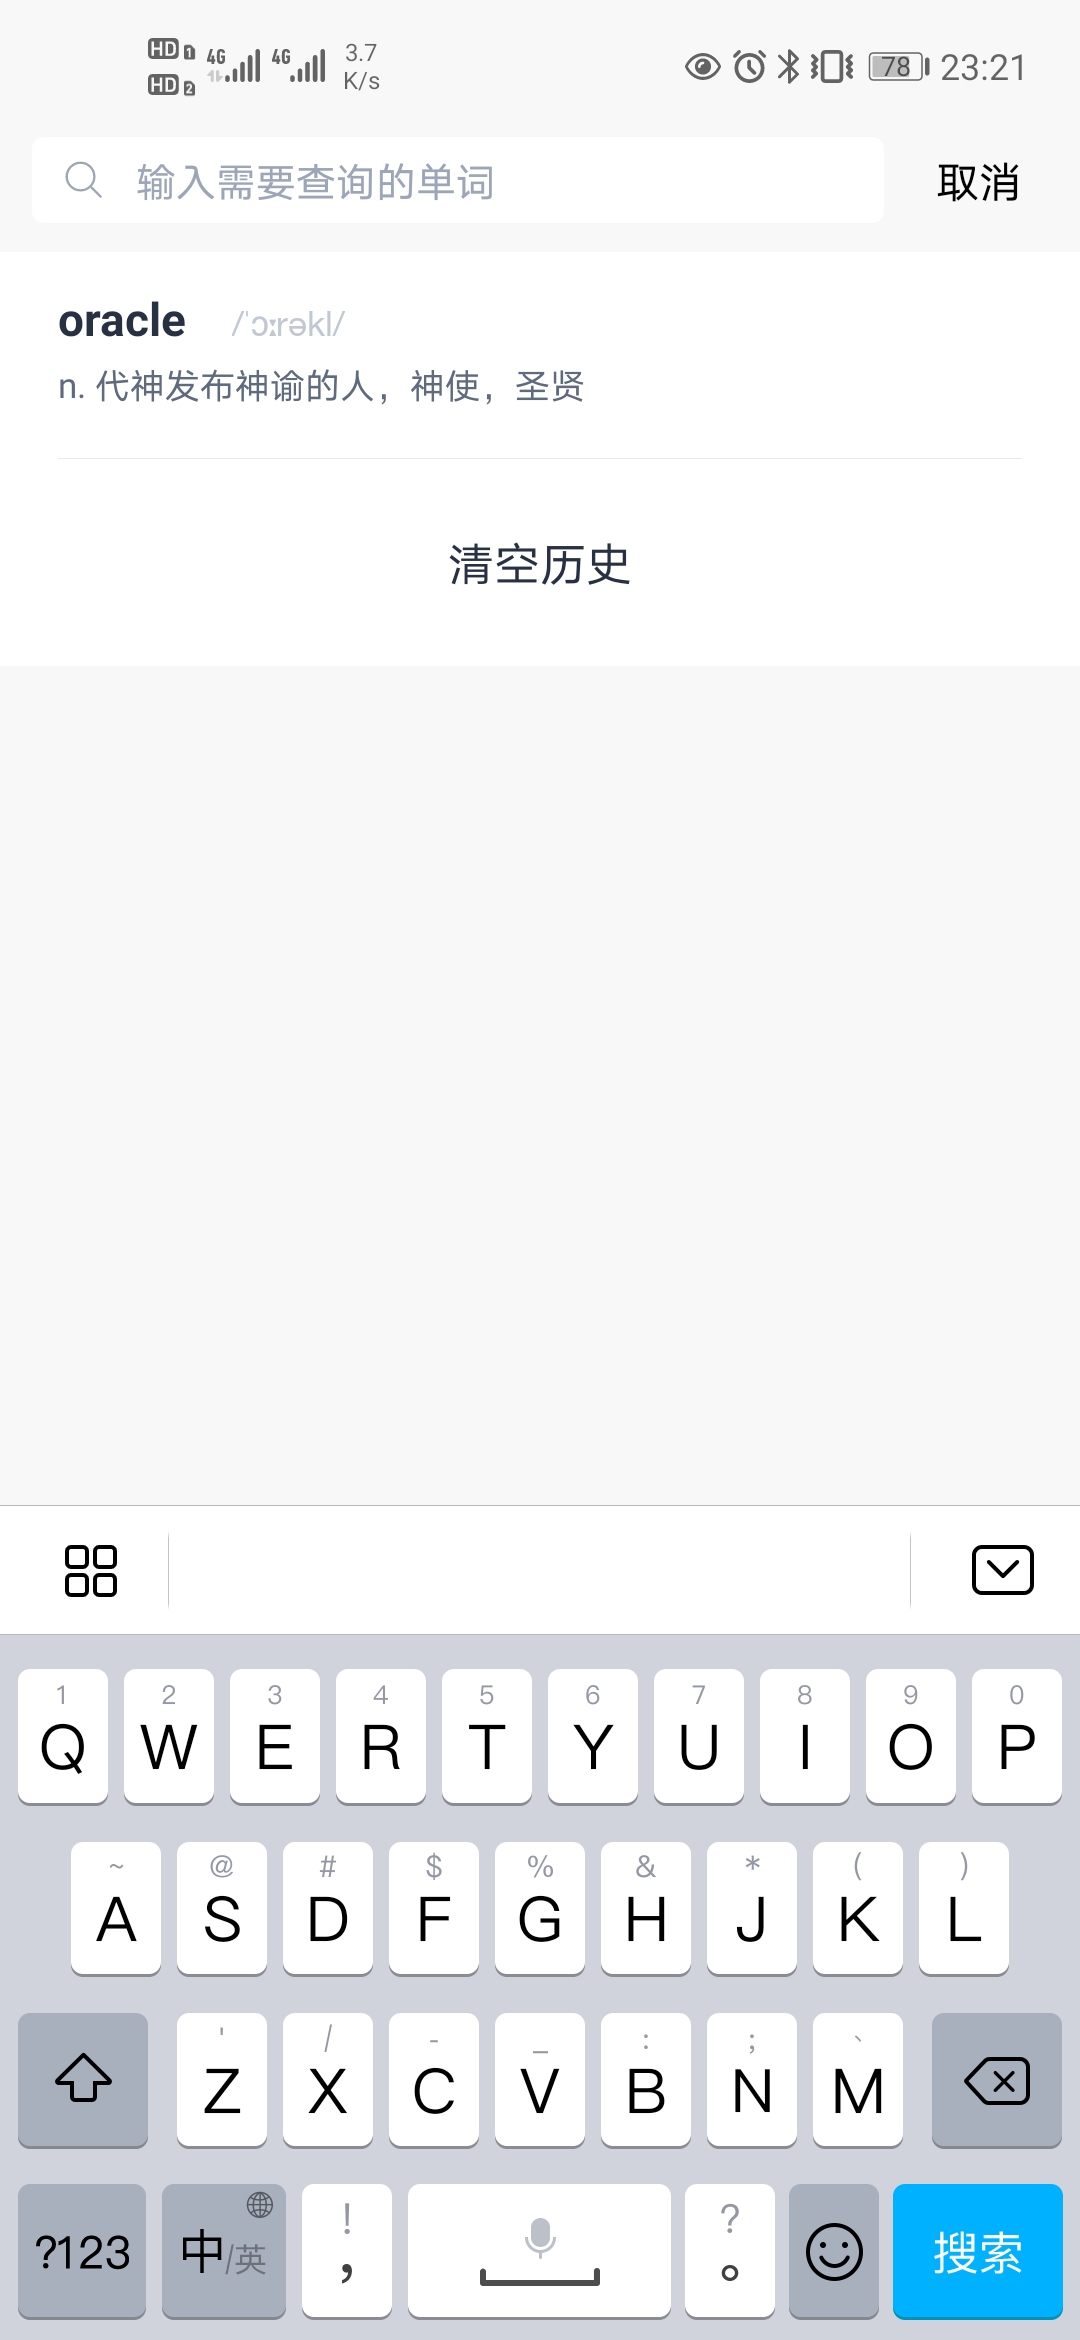 HD 1 4G 4G 3.7
HD 2 K/s 78 23:21
输入需要查询的单词 取消
oracle /ˈɔːrəkl/
n. 代神发布神谕的人，神使，圣贤
清空历史
1 2 3 4 5 6 7 8 9 0
Q W E R T Y U I O P
~ @ # $ % & * ( )
A S D F G H J K L
' / - _ : ; 、
Z X C V B N M
! ?
?123 中/英 , 。 搜索